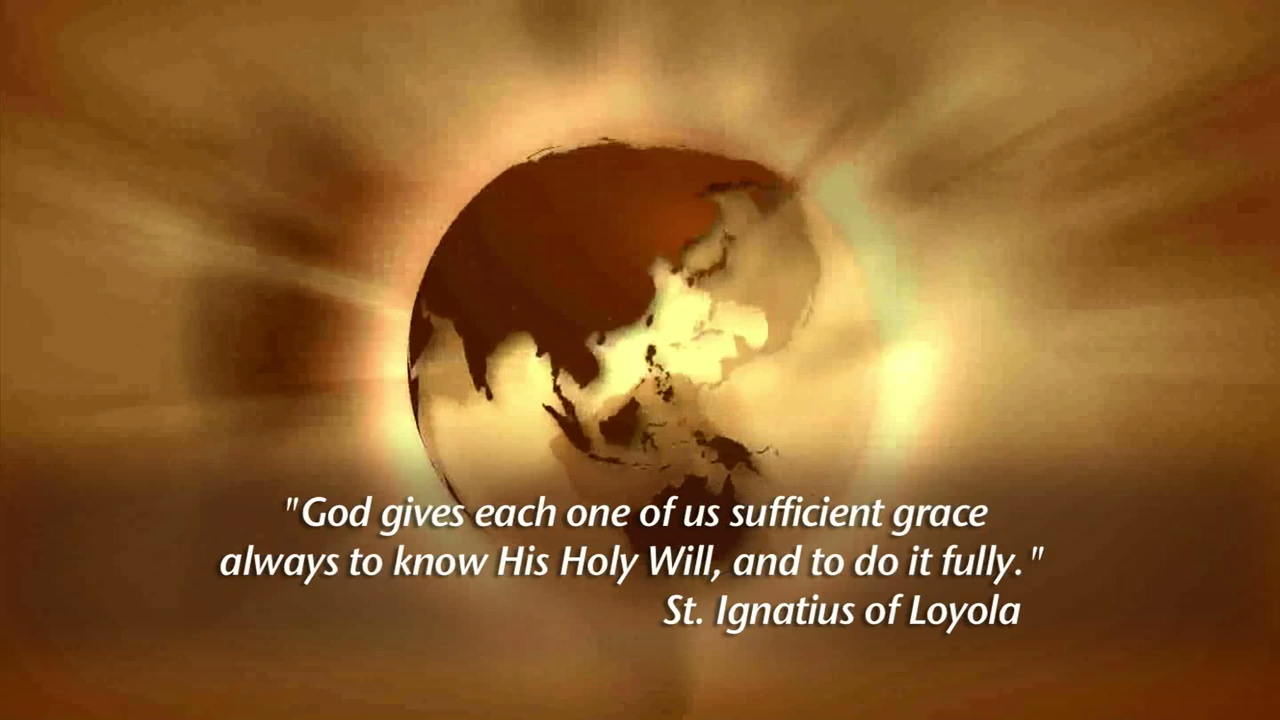 "God gives each one of us sufficient grace
always to know His Holy Will, and to do it fully."
St. Ignatius of Loyola